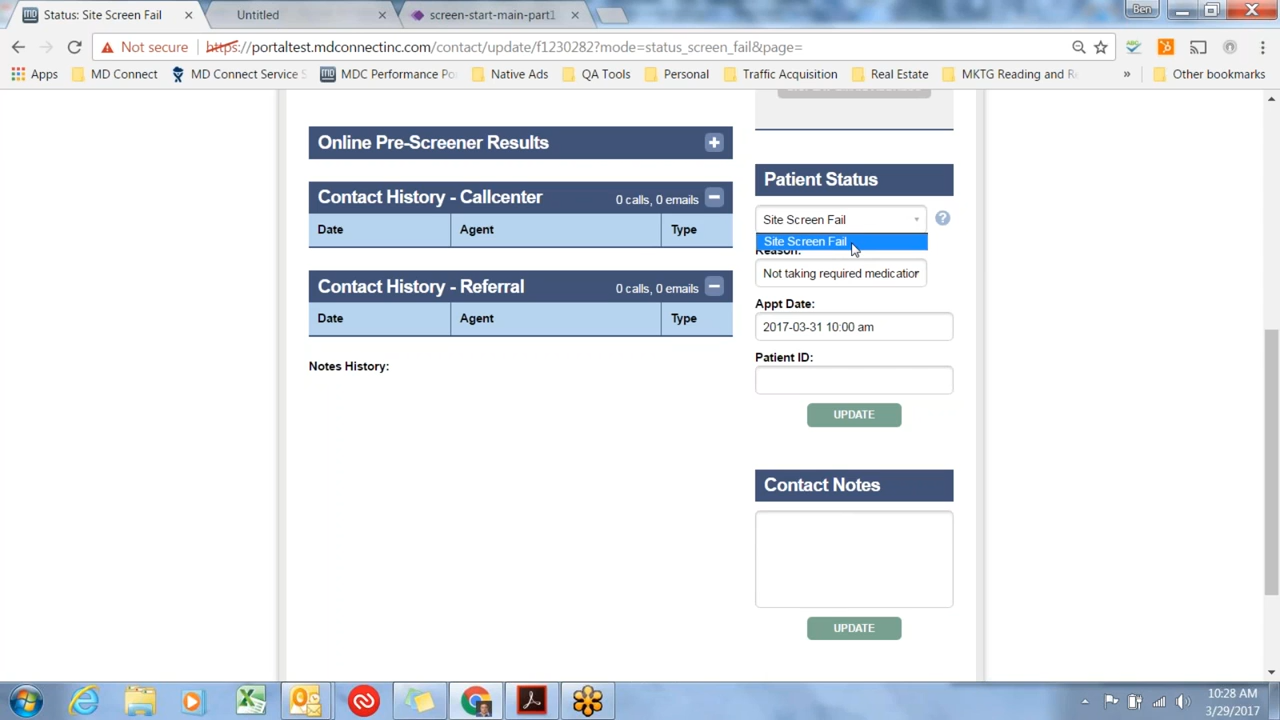 Status: Site Screen Fail
Untitled
screen-start-main-part1
Ben
Not secure
https://portaltest.mdconnectinc.com/contact/update/f1230282?mode=status_screen_fail&page=
Apps
MD Connect
MD Connect Service
MDC Performance Po
Native Ads
QA Tools
Personal
Traffic Acquisition
Real Estate
MKTG Reading and R
»
Other bookmarks
Online Pre-Screener Results
Contact History - Callcenter 0 calls, 0 emails
Date Agent Type
Contact History - Referral 0 calls, 0 emails
Date Agent Type
Notes History:
Patient Status
Site Screen Fail
Site Screen Fail
Reason:
Not taking required medication
Appt Date:
2017-03-31 10:00 am
Patient ID:
UPDATE
Contact Notes
UPDATE
10:28 AM
3/29/2017